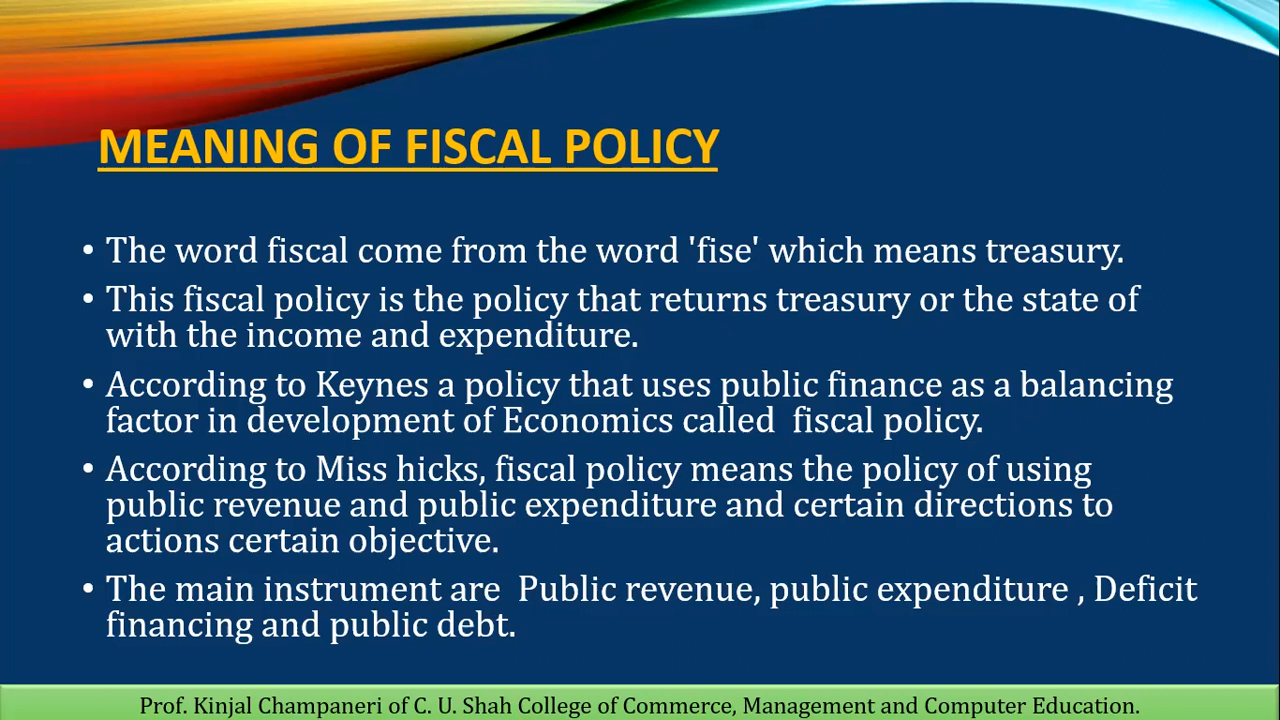 MEANING OF FISCAL POLICY
• The word fiscal come from the word 'fise' which means treasury.
• This fiscal policy is the policy that returns treasury or the state of
with the income and expenditure.
• According to Keynes a policy that uses public finance as a balancing
factor in development of Economics called  fiscal policy.
• According to Miss hicks, fiscal policy means the policy of using
public revenue and public expenditure and certain directions to
actions certain objective.
• The main instrument are  Public revenue, public expenditure , Deficit
financing and public debt.
Prof. Kinjal Champaneri of C. U. Shah College of Commerce, Management and Computer Education.